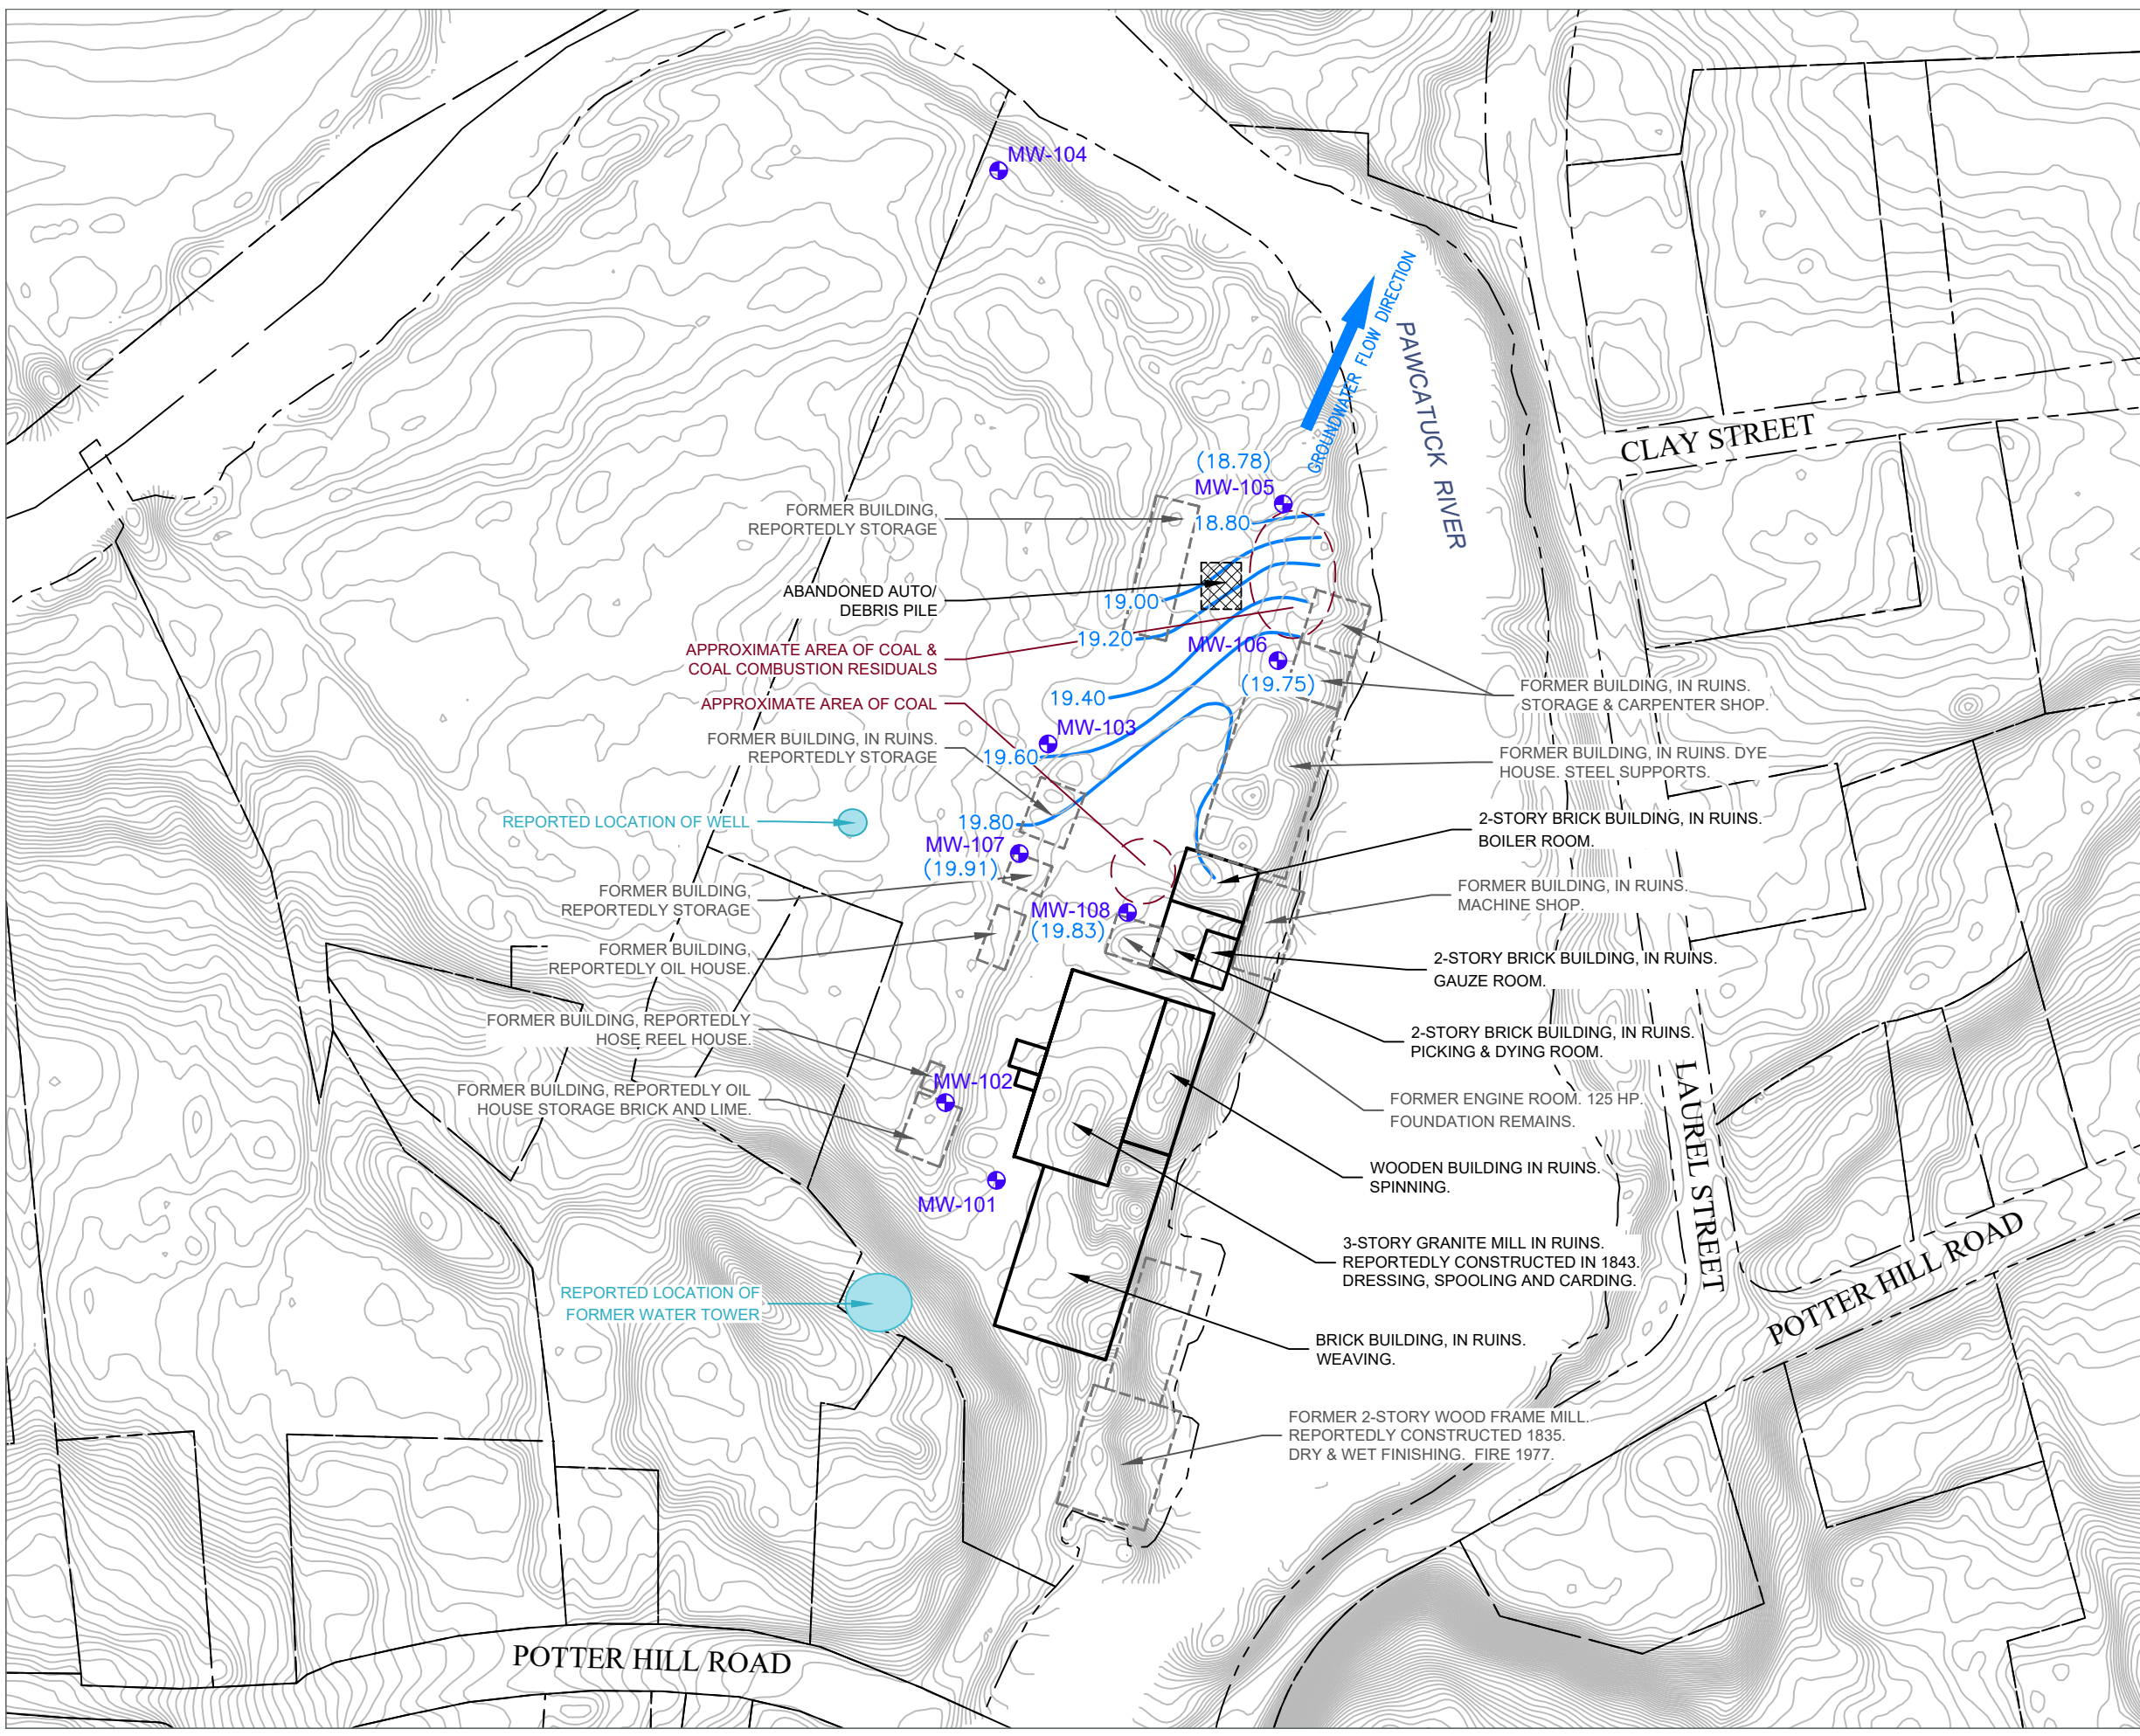 MW-104
GROUNDWATER FLOW DIRECTION
PAWCATUCK RIVER
CLAY STREET
(18.78)
MW-105
18.80
FORMER BUILDING,
REPORTEDLY STORAGE
ABANDONED AUTO/
DEBRIS PILE
19.00
19.20
APPROXIMATE AREA OF COAL &
COAL COMBUSTION RESIDUALS
MW-106
(19.75)
19.40
APPROXIMATE AREA OF COAL
FORMER BUILDING, IN RUINS.
STORAGE & CARPENTER SHOP.
MW-103
FORMER BUILDING, IN RUINS.
REPORTEDLY STORAGE
19.60
FORMER BUILDING, IN RUINS. DYE
HOUSE. STEEL SUPPORTS.
REPORTED LOCATION OF WELL
19.80
2-STORY BRICK BUILDING, IN RUINS.
BOILER ROOM.
MW-107
(19.91)
FORMER BUILDING,
REPORTEDLY STORAGE
FORMER BUILDING, IN RUINS.
MACHINE SHOP.
MW-108
(19.83)
FORMER BUILDING,
REPORTEDLY OIL HOUSE.
2-STORY BRICK BUILDING, IN RUINS.
GAUZE ROOM.
FORMER BUILDING, REPORTEDLY
HOSE REEL HOUSE.
2-STORY BRICK BUILDING, IN RUINS.
PICKING & DYING ROOM.
MW-102
FORMER BUILDING, REPORTEDLY OIL
HOUSE STORAGE BRICK AND LIME.
FORMER ENGINE ROOM. 125 HP.
FOUNDATION REMAINS.
LAUREL STREET
WOODEN BUILDING IN RUINS.
SPINNING.
MW-101
3-STORY GRANITE MILL IN RUINS.
REPORTEDLY CONSTRUCTED IN 1843.
DRESSING, SPOOLING AND CARDING.
POTTER HILL ROAD
REPORTED LOCATION OF
FORMER WATER TOWER
BRICK BUILDING, IN RUINS.
WEAVING.
FORMER 2-STORY WOOD FRAME MILL.
REPORTEDLY CONSTRUCTED 1835.
DRY & WET FINISHING. FIRE 1977.
POTTER HILL ROAD